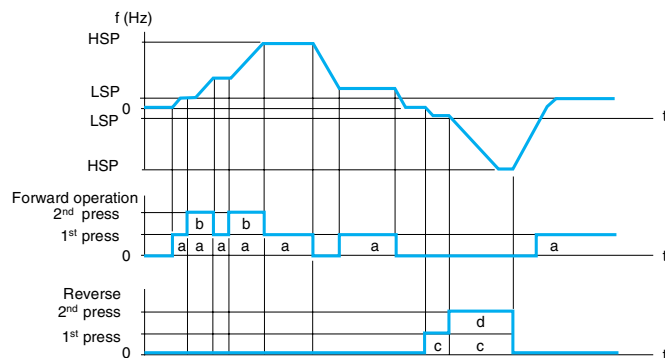 f (Hz)
HSP
LSP
0
LSP
t
HSP
Forward operation
2nd press
b b
1st press
a a a a a a a
0
t
Reverse
2nd press
d
1st press
c c
0
t